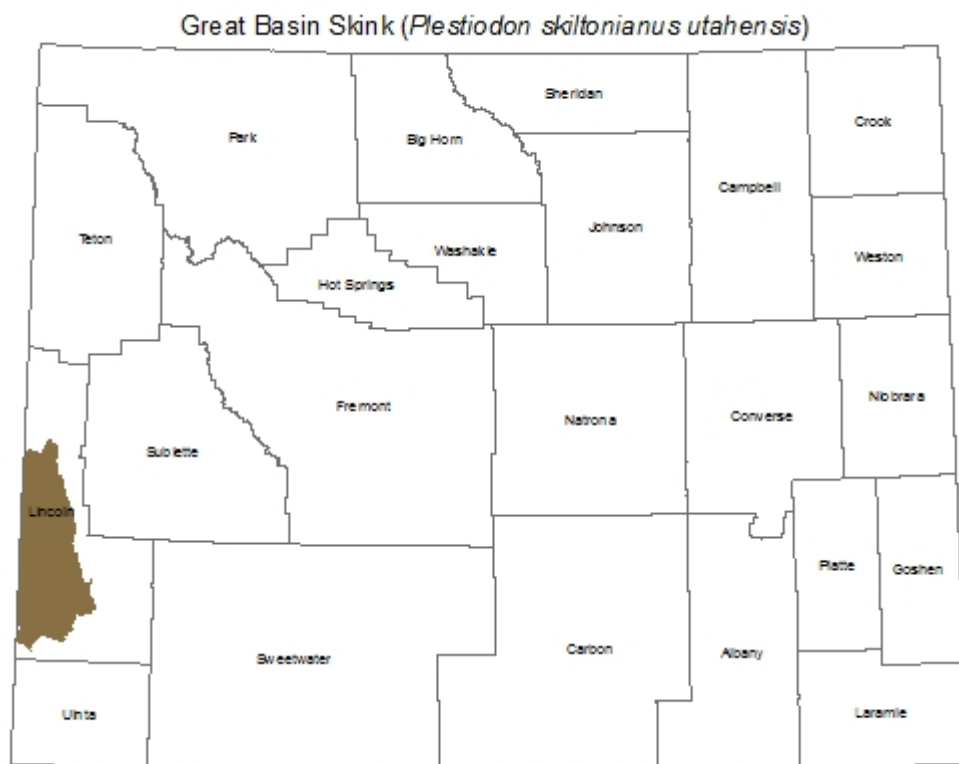 Great Basin Skink (Plestiodon skiltonianus utahensis)
Sheridan
Crook
Park
Big Horn
Campbell
Johnson
Teton
Washakie
Weston
Hot Springs
Niobrara
Fremont
Converse
Natrona
Sublette
Lincoln
Platte
Goshen
Carbon
Albany
Sweetwater
Uinta
Laramie